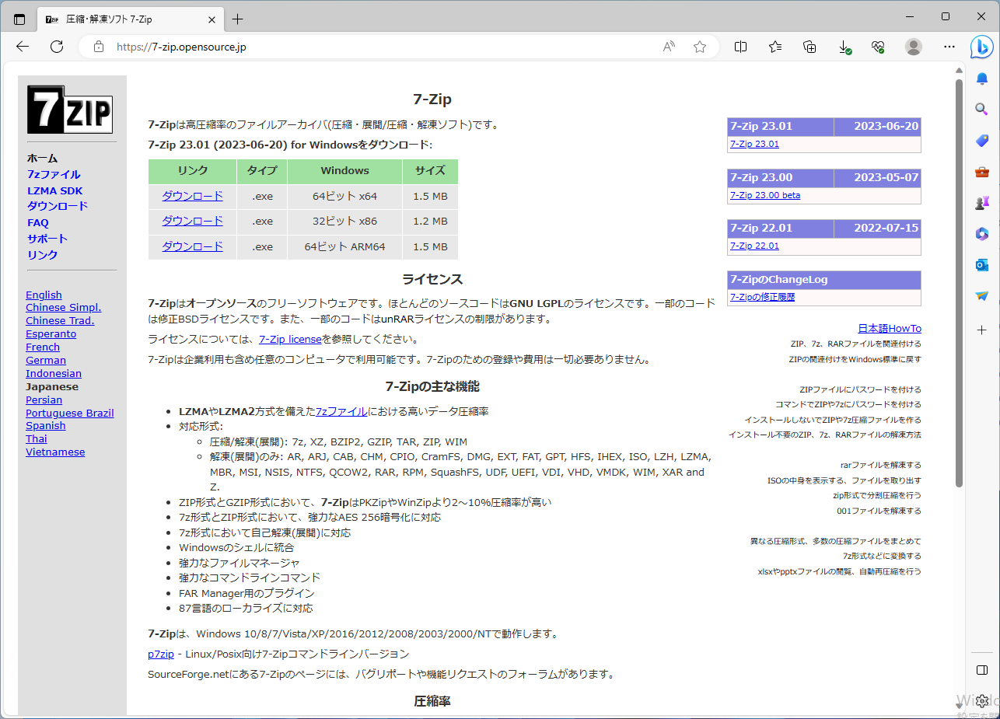 圧縮・解凍ソフト 7-Zip
https://7-zip.opensource.jp
7ZIP
ホーム
7zファイル
LZMA SDK
ダウンロード
FAQ
サポート
リンク
English
Chinese Simpl.
Chinese Trad.
Esperanto
French
German
Indonesian
Japanese
Persian
Portuguese Brazil
Spanish
Thai
Vietnamese
7-Zip
7-Zipは高圧縮率のファイルアーカイバ(圧縮・展開/圧縮・解凍ソフト)です。
7-Zip 23.01 (2023-06-20) for Windowsをダウンロード:
リンク タイプ Windows サイズ
ダウンロード .exe 64ビット x64 1.5 MB
ダウンロード .exe 32ビット x86 1.2 MB
ダウンロード .exe 64ビット ARM64 1.5 MB
ライセンス
7-Zipはオープンソースのフリーソフトウェアです。ほとんどのソースコードはGNU LGPLのライセンスです。一部のコード
は修正BSDライセンスです。また、一部のコードはunRARライセンスの制限があります。
ライセンスについては、7-Zip licenseを参照してください。
7-Zipは企業利用も含め任意のコンピュータで利用可能です。7-Zipのための登録や費用は一切必要ありません。
7-Zipの主な機能
• LZMAやLZMA2方式を備えた7zファイルにおける高いデータ圧縮率
• 対応形式:
○ 圧縮/解凍(展開): 7z, XZ, BZIP2, GZIP, TAR, ZIP, WIM
○ 解凍(展開)のみ: AR, ARJ, CAB, CHM, CPIO, CramFS, DMG, EXT, FAT, GPT, HFS, IHEX, ISO, LZH, LZMA,
MBR, MSI, NSIS, NTFS, QCOW2, RAR, RPM, SquashFS, UDF, UEFI, VDI, VHD, VMDK, WIM, XAR and
Z.
• ZIP形式とGZIP形式において、7-ZipはPKZipやWinZipより2～10%圧縮率が高い
• 7z形式とZIP形式において、強力なAES 256暗号化に対応
• 7z形式において自己解凍(展開)に対応
• Windowsのシェルに統合
• 強力なファイルマネージャ
• 強力なコマンドラインコマンド
• FAR Manager用のプラグイン
• 87言語のローカライズに対応
7-Zipは、Windows 10/8/7/Vista/XP/2016/2012/2008/2003/2000/NTで動作します。
p7zip - Linux/Posix向け7-Zipコマンドラインバージョン
SourceForge.netにある7-Zipのページには、バグリポートや機能リクエストのフォーラムがあります。
圧縮率
7-Zip 23.01 2023-06-20
7-Zip 23.01
7-Zip 23.00 2023-05-07
7-Zip 23.00 beta
7-Zip 22.01 2022-07-15
7-Zip 22.01
7-ZipのChangeLog
7-Zipの修正履歴
日本語HowTo
ZIP、7z、RARファイルを関連付ける
ZIPの関連付けをWindows標準に戻す
ZIPファイルにパスワードを付ける
コマンドでZIPや7zにパスワードを付ける
インストールしないでZIPや7z圧縮ファイルを作る
インストール不要のZIP、7z、RARファイルの解凍方法
rarファイルを解凍する
ISOの中身を表示する、ファイルを取り出す
zip形式で分割圧縮を行う
001ファイルを解凍する
異なる圧縮形式、多数の圧縮ファイルをまとめて
7z形式などに変換する
xlsxやpptxファイルの閲覧、自動再圧縮を行う